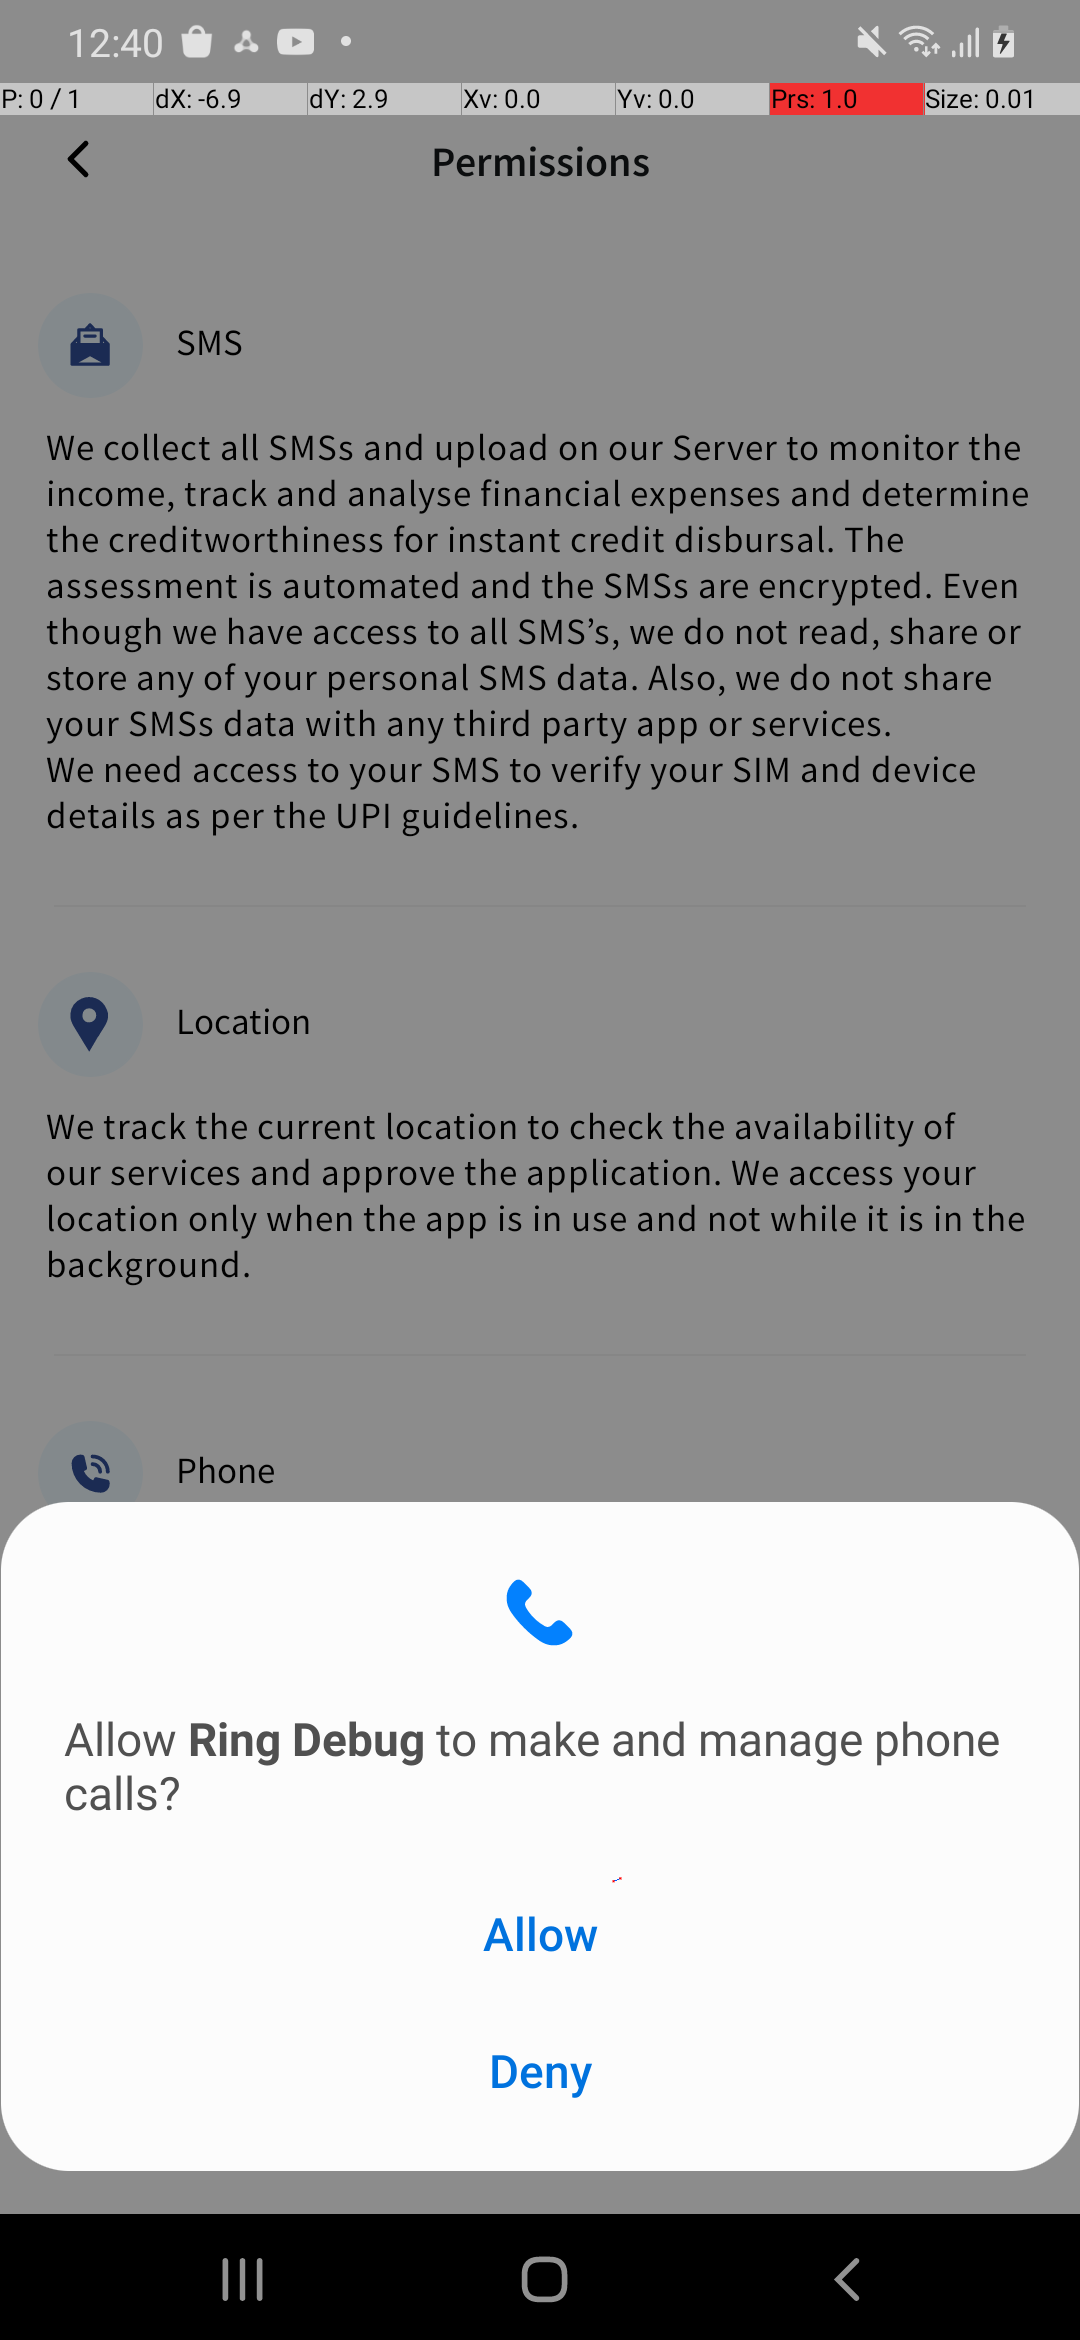 12:40
P: 0 / 1 dX: -6.9 dY: 2.9 Xv: 0.0 Yv: 0.0 Prs: 1.0 Size: 0.01
Permissions
SMS
We collect all SMSs and upload on our Server to monitor the
income, track and analyse financial expenses and determine
the creditworthiness for instant credit disbursal. The
assessment is automated and the SMSs are encrypted. Even
though we have access to all SMS’s, we do not read, share or
store any of your personal SMS data. Also, we do not share
your SMSs data with any third party app or services.
We need access to your SMS to verify your SIM and device
details as per the UPI guidelines.
Location
We track the current location to check the availability of
our services and approve the application. We access your
location only when the app is in use and not while it is in the
background.
Phone
Allow Ring Debug to make and manage phone
calls?
Allow
Deny